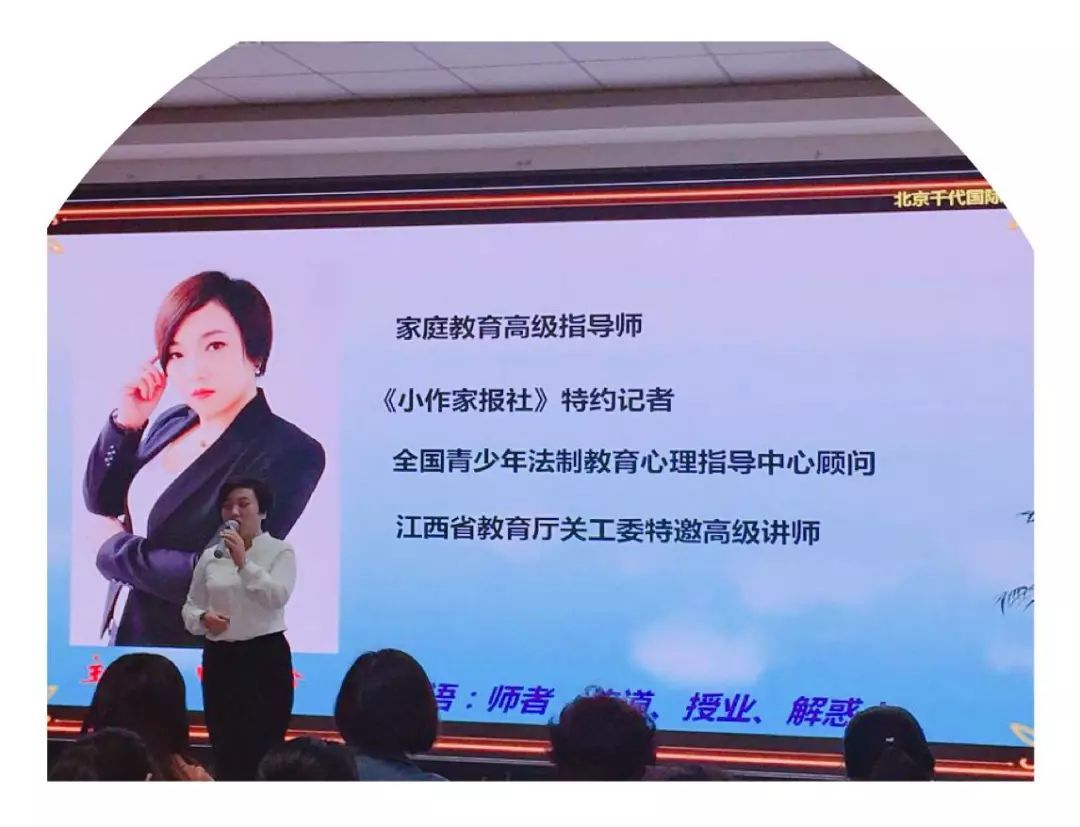 北京千代国际
家庭教育高级指导师
《小作家报社》特约记者
全国青少年法制教育心理指导中心顾问
江西省教育厅关工委特邀高级讲师
主
语：师者 道、授业、解惑